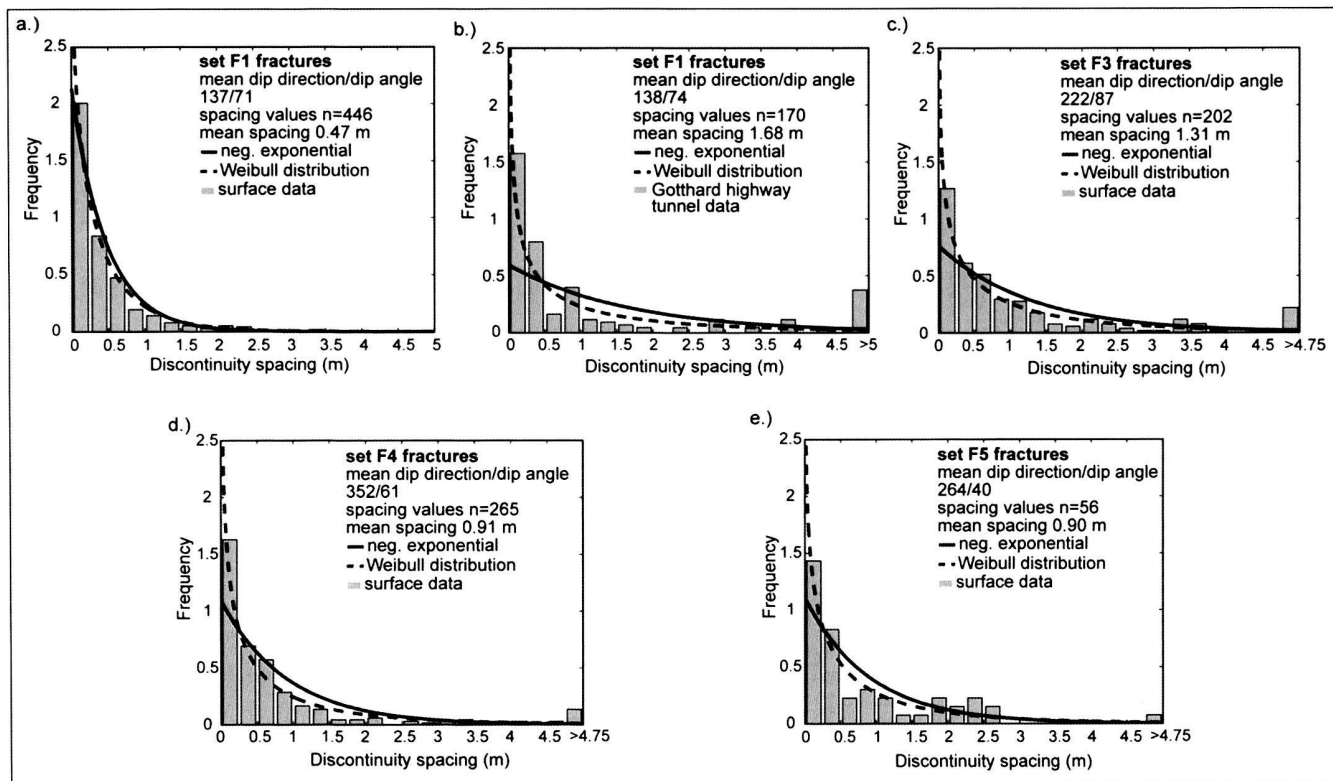 a.)
set F1 fractures
mean dip direction/dip angle
137/71
spacing values n=446
mean spacing 0.47 m
neg. exponential
Weibull distribution
surface data
Frequency
2.5
2
1.5
1
0.5
0
0 0.5 1 1.5 2 2.5 3 3.5 4 4.5 5
Discontinuity spacing (m)
b.)
set F1 fractures
mean dip direction/dip angle
138/74
spacing values n=170
mean spacing 1.68 m
neg. exponential
Weibull distribution
Gotthard highway
tunnel data
Frequency
2.5
2
1.5
1
0.5
0
0 0.5 1 1.5 2 2.5 3 3.5 4 4.5 >5
Discontinuity spacing (m)
c.)
set F3 fractures
mean dip direction/dip angle
222/87
spacing values n=202
mean spacing 1.31 m
neg. exponential
Weibull distribution
surface data
Frequency
2.5
2
1.5
1
0.5
0
0 0.5 1 1.5 2 2.5 3 3.5 4 4.5 >4.75
Discontinuity spacing (m)
d.)
set F4 fractures
mean dip direction/dip angle
352/61
spacing values n=265
mean spacing 0.91 m
neg. exponential
Weibull distribution
surface data
Frequency
2.5
2
1.5
1
0.5
0
0 0.5 1 1.5 2 2.5 3 3.5 4 4.5 >4.75
Discontinuity spacing (m)
e.)
set F5 fractures
mean dip direction/dip angle
264/40
spacing values n=56
mean spacing 0.90 m
neg. exponential
Weibull distribution
surface data
Frequency
2.5
2
1.5
1
0.5
0
0 0.5 1 1.5 2 2.5 3 3.5 4 4.5 >4.75
Discontinuity spacing (m)